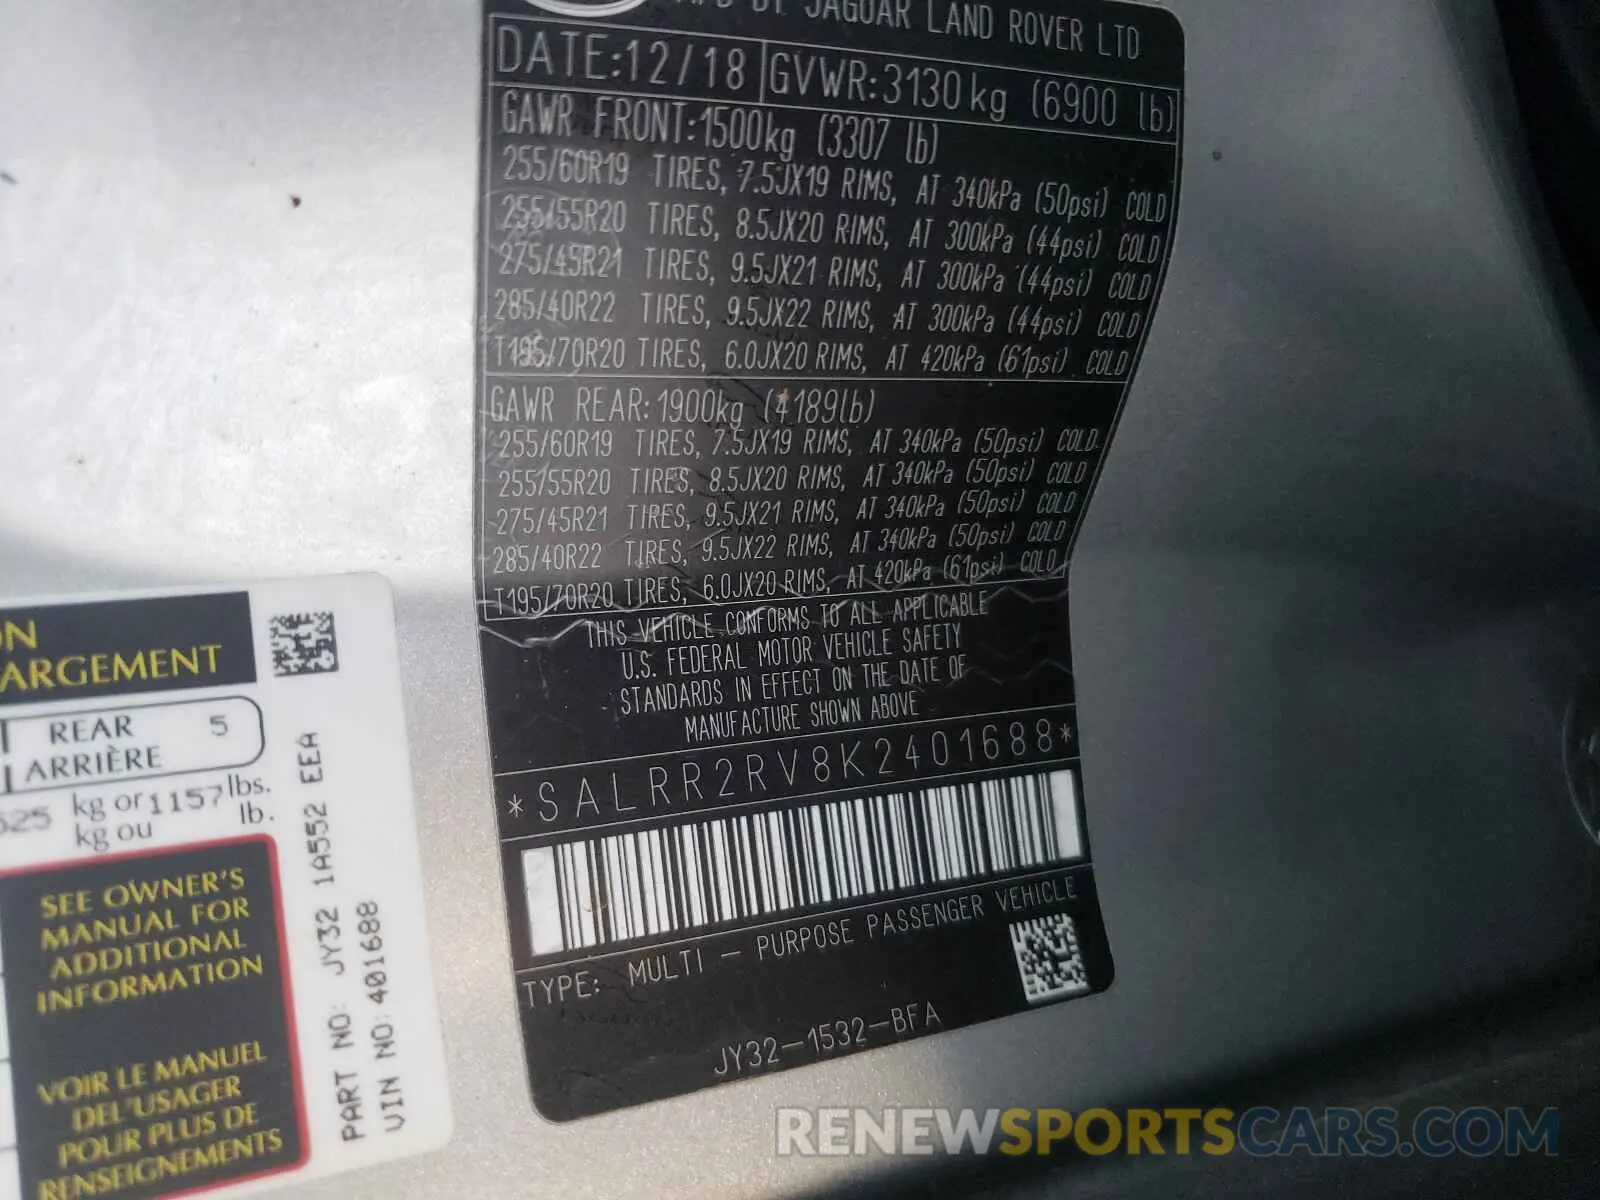 JAGUAR LAND ROVER LTD
DATE:12/18 GVWR:3130kg (6900 lb)
GAWR FRONT:1500kg (3307 lb)
255/60R19 TIRES, 7.5JX19 RIMS, AT 340kPa (50psi) COLD
255/55R20 TIRES, 8.5JX20 RIMS, AT 300kPa (44psi) COLD
275/45R21 TIRES, 9.5JX21 RIMS, AT 300kPa (44psi) COLD
285/40R22 TIRES, 9.5JX22 RIMS, AT 300kPa (44psi) COLD
T195/70R20 TIRES, 6.0JX20 RIMS, AT 420kPa (61psi) COLD
GAWR REAR:1900kg (4189lb)
255/60R19 TIRES, 7.5JX19 RIMS, AT 340kPa (50psi) COLD
255/55R20 TIRES, 8.5JX20 RIMS, AT 340kPa (50psi) COLD
275/45R21 TIRES, 9.5JX21 RIMS, AT 340kPa (50psi) COLD
285/40R22 TIRES, 9.5JX22 RIMS, AT 340kPa (50psi) COLD
T195/70R20 TIRES, 6.0JX20 RIMS, AT 420kPa (61psi) COLD
THIS VEHICLE CONFORMS TO ALL APPLICABLE
U.S. FEDERAL MOTOR VEHICLE SAFETY
STANDARDS IN EFFECT ON THE DATE OF
MANUFACTURE SHOWN ABOVE
*SALRR2RV8K2401688*
TYPE: MULTI - PURPOSE PASSENGER VEHICLE
JY32-1532-BFA
ARGEMENT
REAR 5
ARRIÈRE
kg or 1157 lbs.
kg ou lb.
SEE OWNER'S
MANUAL FOR
ADDITIONAL
INFORMATION
VOIR LE MANUEL
DEL'USAGER
POUR PLUS DE
RENSEIGNEMENTS
PART NO: JY32 1A552 EEA
VIN NO:401688
RENEWSPORTSCARS.COM